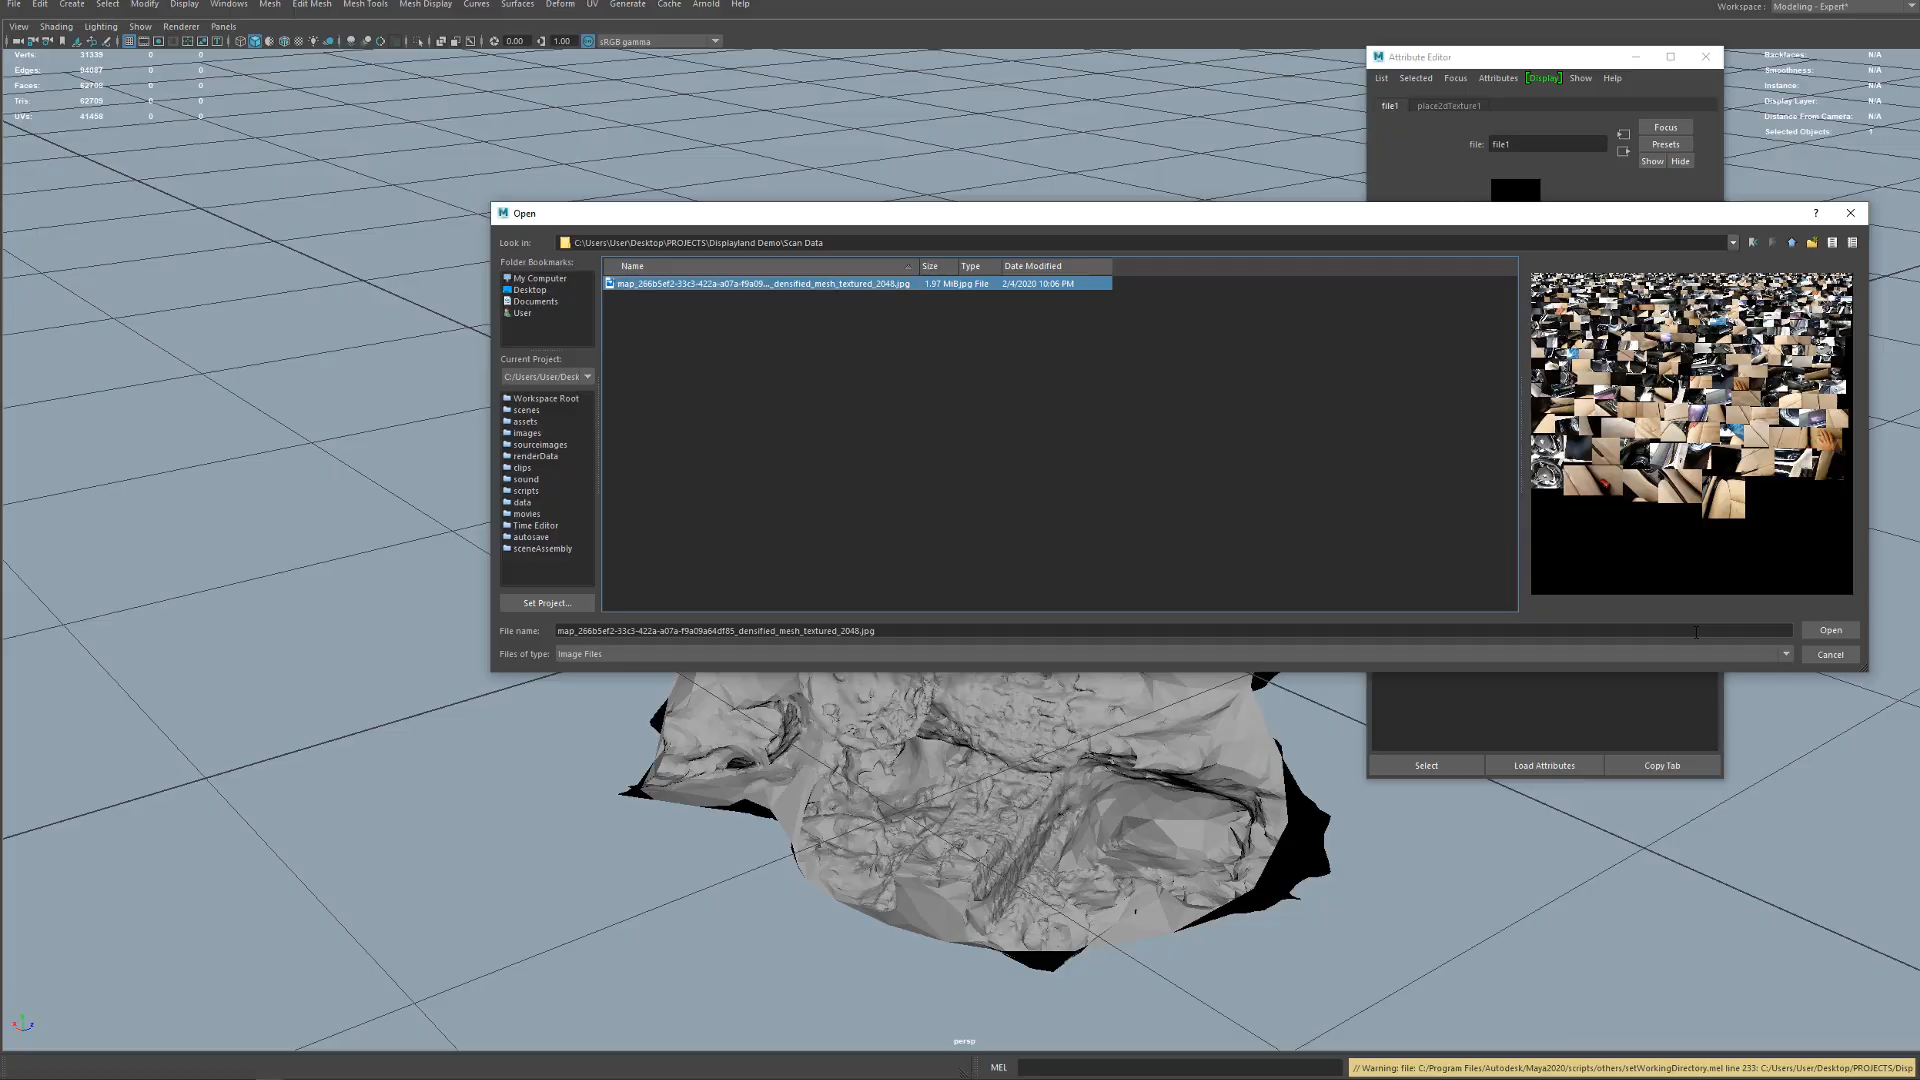 File Edit Create Select Modify Display Windows Mesh Edit Mesh Mesh Tools Mesh Display Curves Surfaces Deform UV Generate Cache Arnold Help
Workspace : Modeling - Expert*
View Shading Lighting Show Renderer Panels
0.00 1.00 sRGB gamma
Verts: 31339 0 0
Edges: 94087 0 0
Faces: 62709 0 0
Tris: 62709 0 0
UVs: 41458 0 0
Backfaces: N/A
Smoothness: N/A
Instance: N/A
Display Layer: N/A
Distance From Camera: N/A
Selected Objects: 1
Attribute Editor
List Selected Focus Attributes [Display] Show Help
file1 place2dTexture1
file: file1
Focus
Presets
Show Hide
Open
Look in: C:\Users\User\Desktop\PROJECTS\Displayland Demo\Scan Data
Folder Bookmarks:
My Computer
Desktop
Documents
User
Current Project:
C:/Users/User/Desk
Workspace Root
scenes
assets
images
sourceimages
renderData
clips
sound
scripts
data
movies
Time Editor
autosave
sceneAssembly
Set Project...
Name Size Type Date Modified
map_266b5ef2-33c3-422a-a07a-f9a09..._densified_mesh_textured_2048.jpg 1.97 MiB jpg File 2/4/2020 10:06 PM
File name: map_266b5ef2-33c3-422a-a07a-f9a09a64df85_densified_mesh_textured_2048.jpg Open
Files of type: Image Files Cancel
Select Load Attributes Copy Tab
persp
MEL
// Warning: file: C:/Program Files/Autodesk/Maya2020/scripts/others/setWorkingDirectory.mel line 233: C:/Users/User/Desktop/PROJECTS/Disp